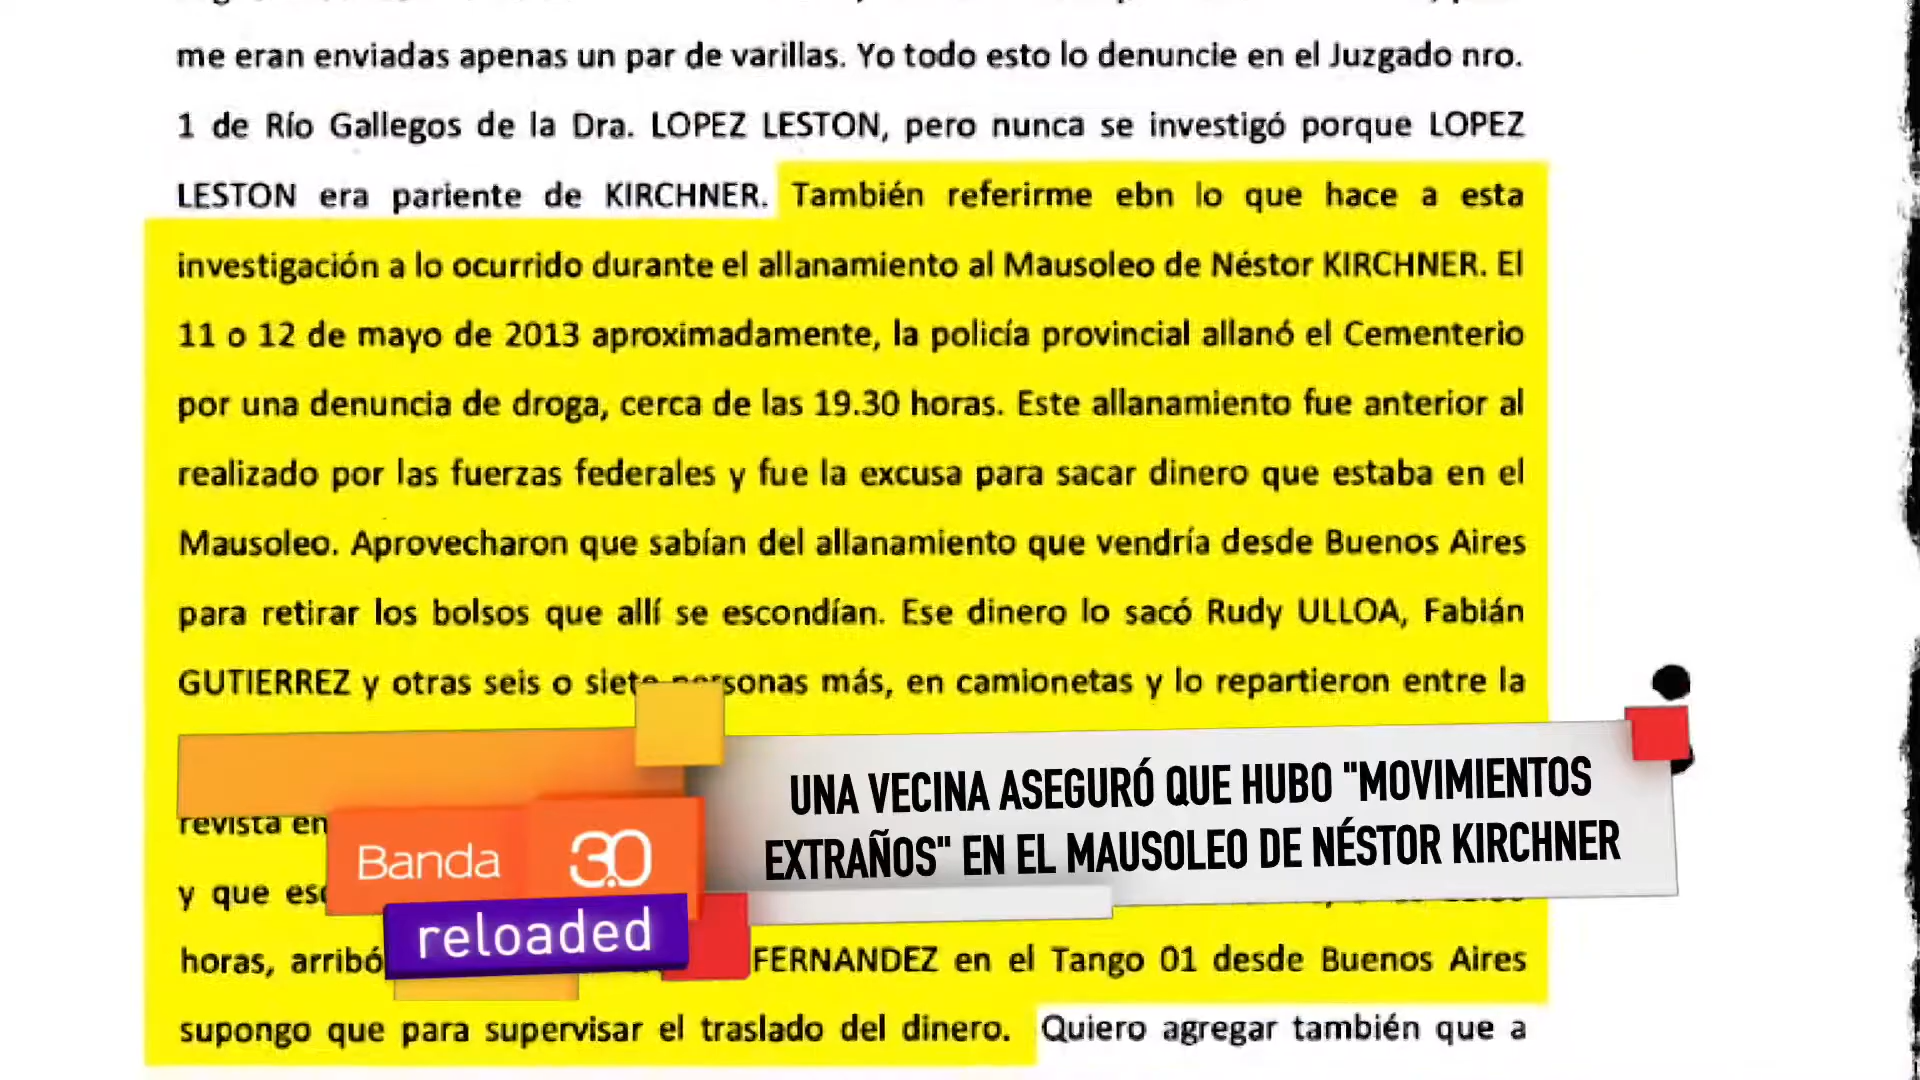 me eran enviadas apenas un par de varillas. Yo todo esto lo denuncie en el Juzgado nro.
1 de Río Gallegos de la Dra. LOPEZ LESTON, pero nunca se investigó porque LOPEZ
LESTON era pariente de KIRCHNER. También referirme ebn lo que hace a esta
investigación a lo ocurrido durante el allanamiento al Mausoleo de Néstor KIRCHNER. El
11 o 12 de mayo de 2013 aproximadamente, la policía provincial allanó el Cementerio
por una denuncia de droga, cerca de las 19.30 horas. Este allanamiento fue anterior al
realizado por las fuerzas federales y fue la excusa para sacar dinero que estaba en el
Mausoleo. Aprovecharon que sabían del allanamiento que vendría desde Buenos Aires
para retirar los bolsos que allí se escondían. Ese dinero lo sacó Rudy ULLOA, Fabián
GUTIERREZ y otras seis o siete personas más, en camionetas y lo repartieron entre la
UNA VECINA ASEGURÓ QUE HUBO "MOVIMIENTOS
EXTRAÑOS" EN EL MAUSOLEO DE NÉSTOR KIRCHNER
revista en
Banda 3.0
reloaded
y que
horas, arribó FERNANDEZ en el Tango 01 desde Buenos Aires
supongo que para supervisar el traslado del dinero. Quiero agregar también que a